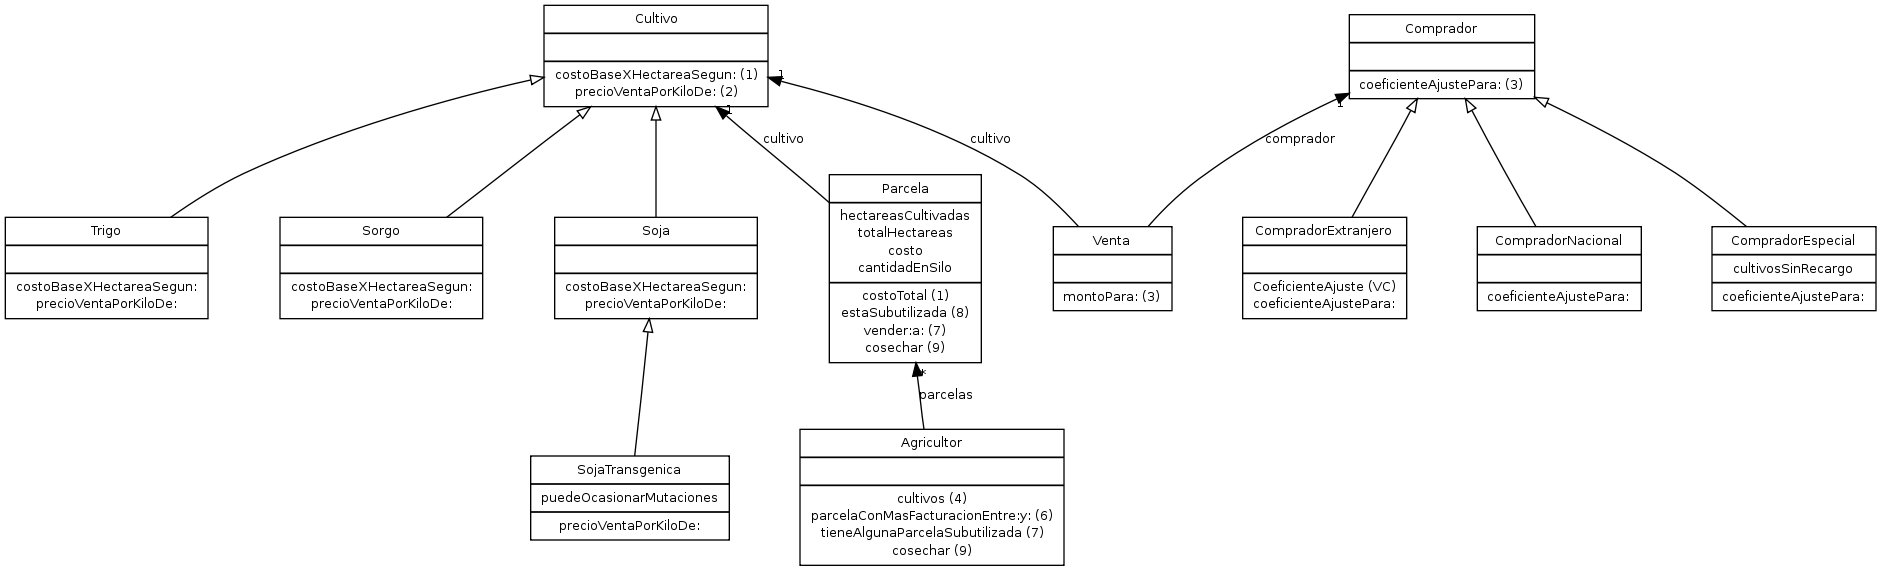 Cultivo
costoBaseXHectareaSegun: (1)
precioVentaPorKiloDe: (2)
1
1
cultivo
cultivo
Comprador
coeficienteAjustePara: (3)
1
comprador
Trigo
costoBaseXHectareaSegun:
precioVentaPorKiloDe:
Sorgo
costoBaseXHectareaSegun:
precioVentaPorKiloDe:
Soja
costoBaseXHectareaSegun:
precioVentaPorKiloDe:
Parcela
hectareasCultivadas
totalHectareas
costo
cantidadEnSilo
costoTotal (1)
estaSubutilizada (8)
vender:a: (7)
cosechar (9)
Venta
montoPara: (3)
CompradorExtranjero
CoeficienteAjuste (VC)
coeficienteAjustePara:
CompradorNacional
coeficienteAjustePara:
CompradorEspecial
cultivosSinRecargo
coeficienteAjustePara:
*
parcelas
SojaTransgenica
puedeOcasionarMutaciones
precioVentaPorKiloDe:
Agricultor
cultivos (4)
parcelaConMasFacturacionEntre:y: (6)
tieneAlgunaParcelaSubutilizada (7)
cosechar (9)